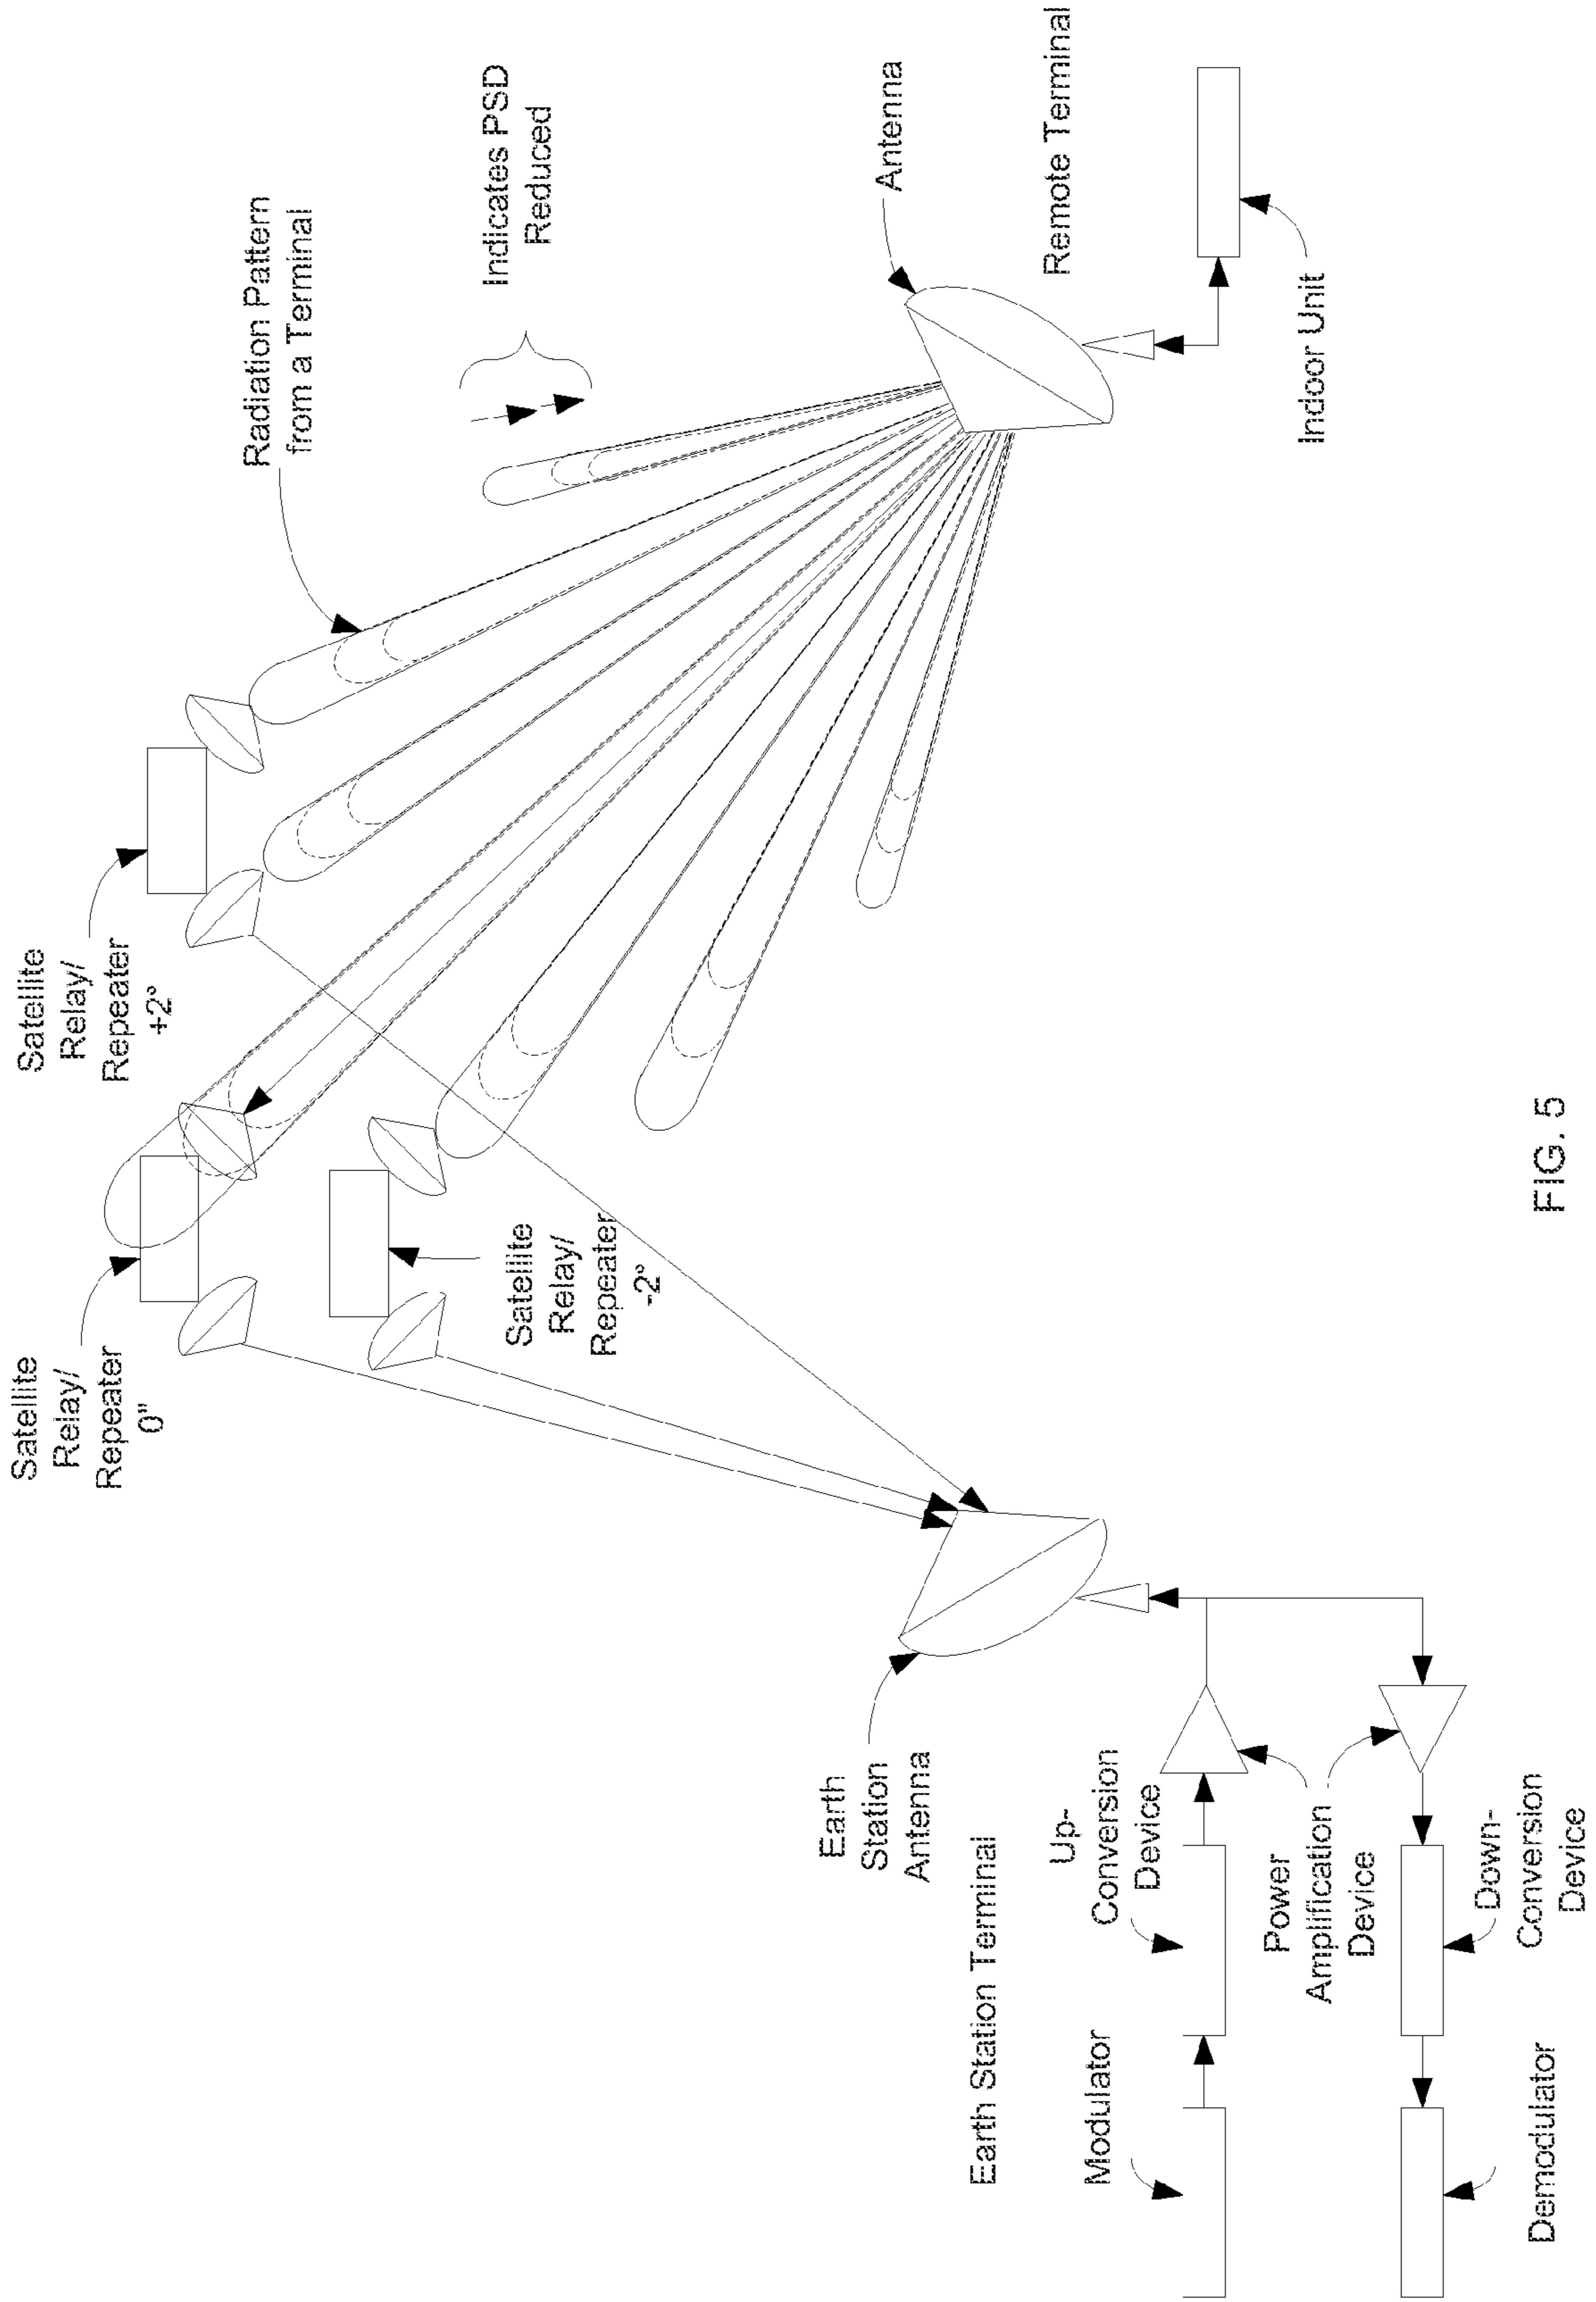 Satellite
Relay/
Repeater
0"
Satellite
Relay/
Repeater
+2°
Radiation Pattern
from a Terminal
Indicates PSD
Reduced
Satellite
Relay/
Repeater
-2°
Earth
Station
Antenna
Antenna
Earth Station Terminal
Remote Terminal
Modulator
Up-
Conversion
Device
Power
Amplification
Device
Indoor Unit
Demodulator
Down-
Conversion
Device
FIG. 5